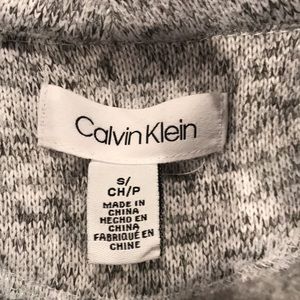 Calvin Klein
S/
CH/P
MADE IN
CHINA
HECHO EN
CHINA
FABRIQUÉ EN
CHINE